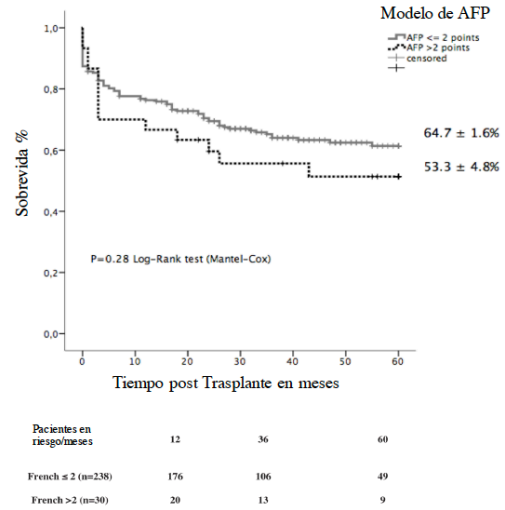 Modelo de AFP
AFP <= 2 points
AFP >2 points
censored
1,0
0,8
0,6
0,4
0,2
0,0
Sobrevida %
64.7 ± 1.6%
53.3 ± 4.8%
P=0.28 Log-Rank test (Mantel-Cox)
0 10 20 30 40 50 60
Tiempo post Trasplante en meses
Pacientes en
riesgo/meses 12 36 60
French ≤ 2 (n=238) 176 106 49
French >2 (n=30) 20 13 9